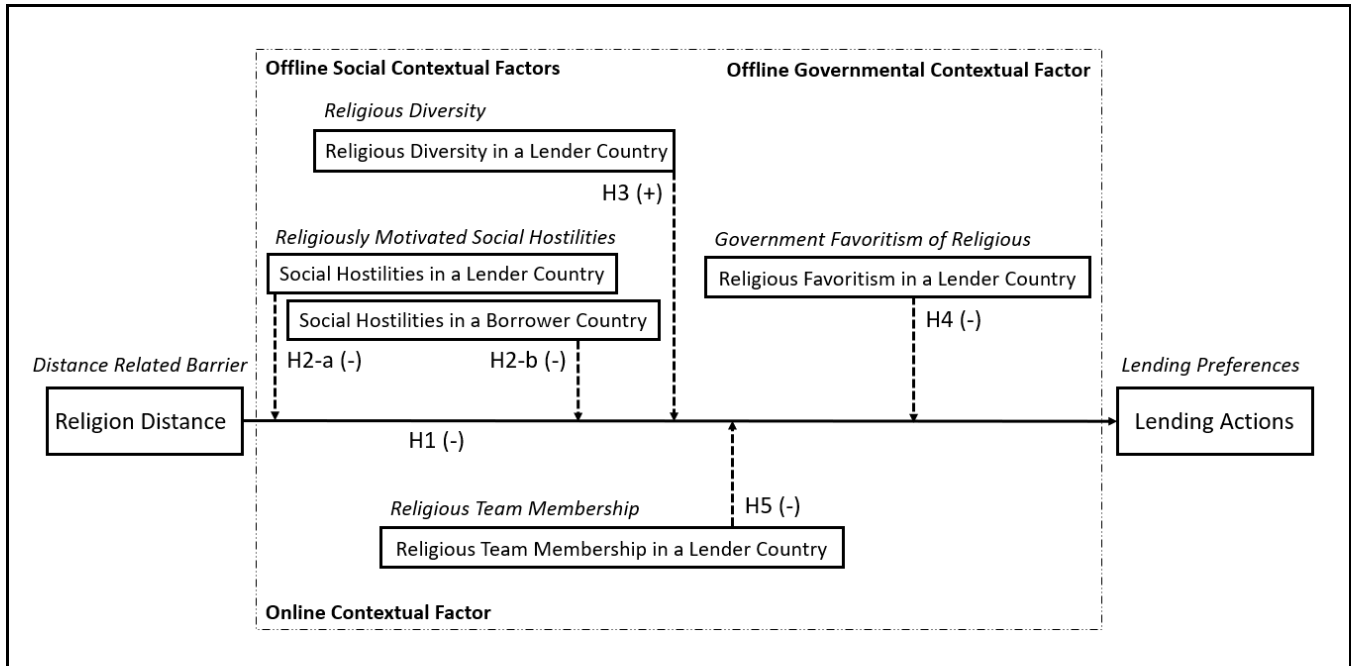 Offline Social Contextual Factors
Offline Governmental Contextual Factor
Religious Diversity
Religious Diversity in a Lender Country
H3 (+)
Religiously Motivated Social Hostilities
Social Hostilities in a Lender Country
Social Hostilities in a Borrower Country
Government Favoritism of Religious
Religious Favoritism in a Lender Country
H4 (-)
H2-a (-)
H2-b (-)
Distance Related Barrier
Religion Distance
Lending Preferences
Lending Actions
H1 (-)
Religious Team Membership
H5 (-)
Religious Team Membership in a Lender Country
Online Contextual Factor